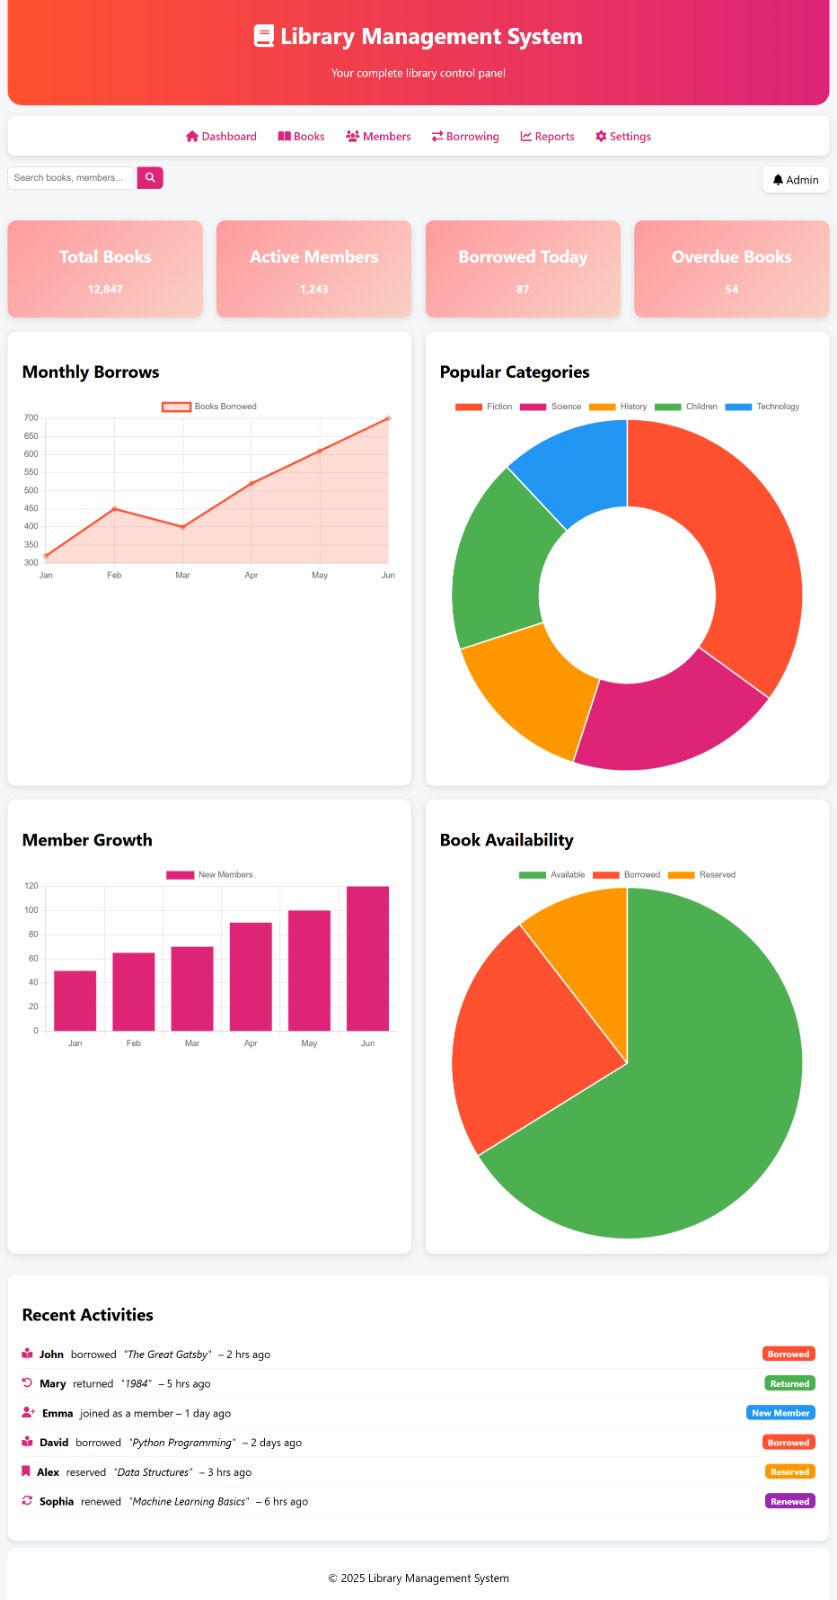 Library Management System
Your complete library control panel
Dashboard Books Members Borrowing Reports Settings
Search books, members...
Admin
Total Books
12,847
Active Members
1,243
Borrowed Today
87
Overdue Books
54
Monthly Borrows
Books Borrowed
700
650
600
550
500
450
400
350
300
Jan Feb Mar Apr May Jun
Popular Categories
Fiction Science History Children Technology
Member Growth
New Members
120
100
80
60
40
20
0
Jan Feb Mar Apr May Jun
Book Availability
Available Borrowed Reserved
Recent Activities
John borrowed "The Great Gatsby" – 2 hrs ago Borrowed
Mary returned "1984" – 5 hrs ago Returned
Emma joined as a member – 1 day ago New Member
David borrowed "Python Programming" – 2 days ago Borrowed
Alex reserved "Data Structures" – 3 hrs ago Reserved
Sophia renewed "Machine Learning Basics" – 6 hrs ago Renewed
© 2025 Library Management System